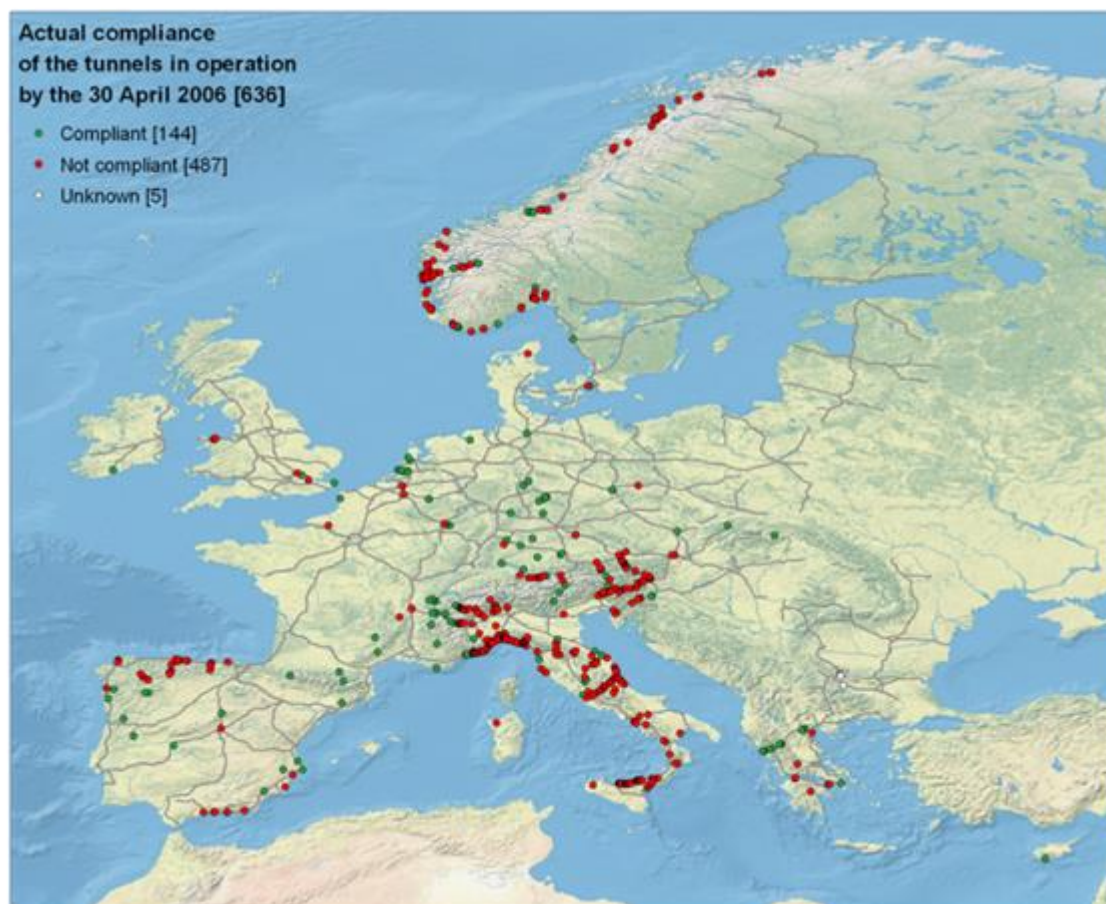 Actual compliance
of the tunnels in operation
by the 30 April 2006 [636]
Compliant [144]
Not compliant [487]
Unknown [5]